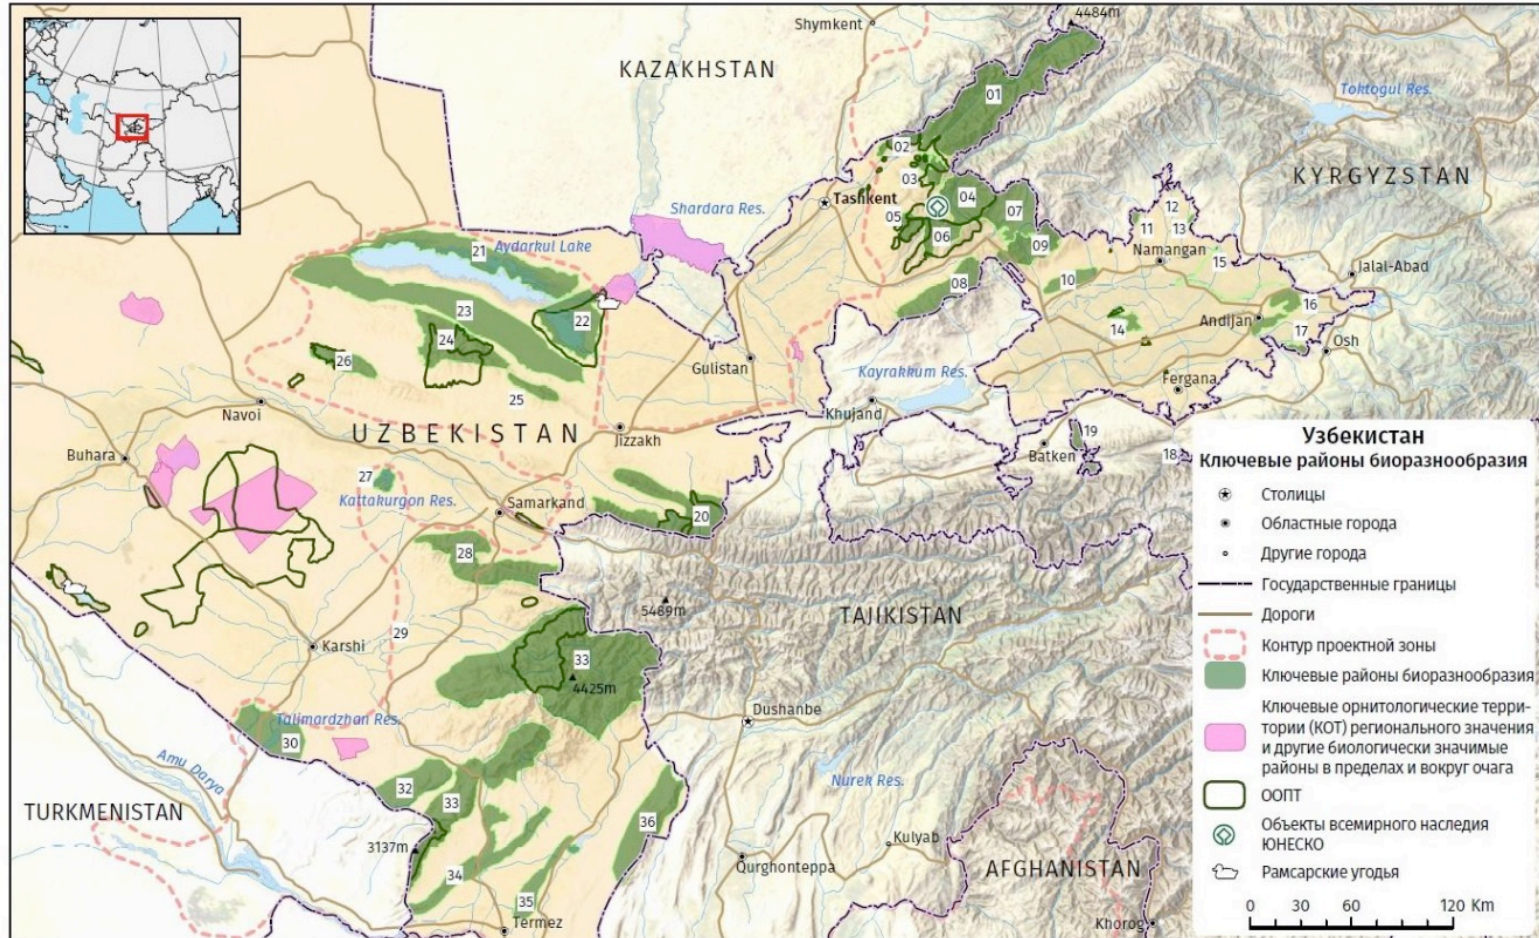 4484m
Shymkent
KAZAKHSTAN
01
Toktogul Res.
02
03
KYRGYZSTAN
Tashkent
04
Shardara Res.
05
07
12
11
13
06
09
Namangan
21
Aydarkul Lake
15
Jalal-Abad
08
10
23
22
16
14
Andijan
24
17
26
Osh
Gulistan
Kayrakkum Res.
Fergana
25
Navoi
Khujand
UZBEKISTAN
Jizzakh
19
Buhara
Batken
18
27
Kattakurgon Res.
Samarkand
20
28
5489m
TAJIKISTAN
29
Karshi
33
4425m
Dushanbe
Talimardzhan Res.
30
Amu Darya
Nurek Res.
32
33
TURKMENISTAN
36
3137m
Kulyab
Qurghonteppa
AFGHANISTAN
34
35
Termez
Khorog
Узбекистан
Ключевые районы биоразнообразия
Столицы
Областные города
Другие города
Государственные границы
Дороги
Контур проектной зоны
Ключевые районы биоразнообразия
Ключевые орнитологические терри-
тории (КОТ) регионального значения
и другие биологически значимые
районы в пределах и вокруг очага
ООПТ
Объекты всемирного наследия
ЮНЕСКО
Рамсарские угодья
0 30 60 120 Km